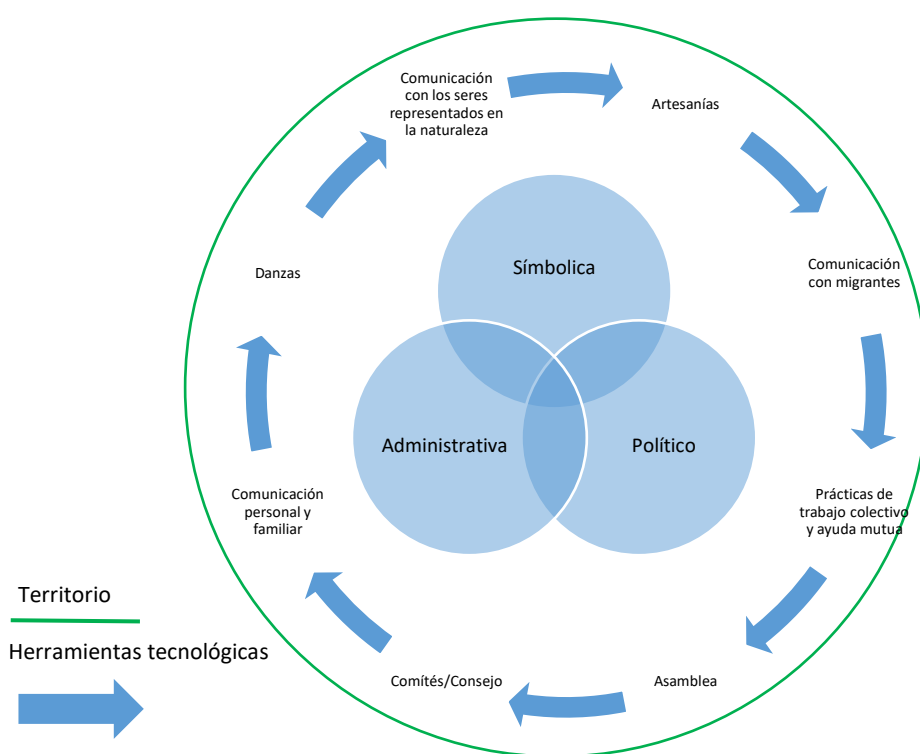 Comunicación
con los seres
representados en
la naturaleza
Artesanías
Comunicación
con migrantes
Prácticas de
trabajo colectivo
y ayuda mutua
Asamblea
Comítés/Consejo
Comunicación
personal y
familiar
Danzas
Símbolica
Administrativa
Político
Territorio
Herramientas tecnológicas